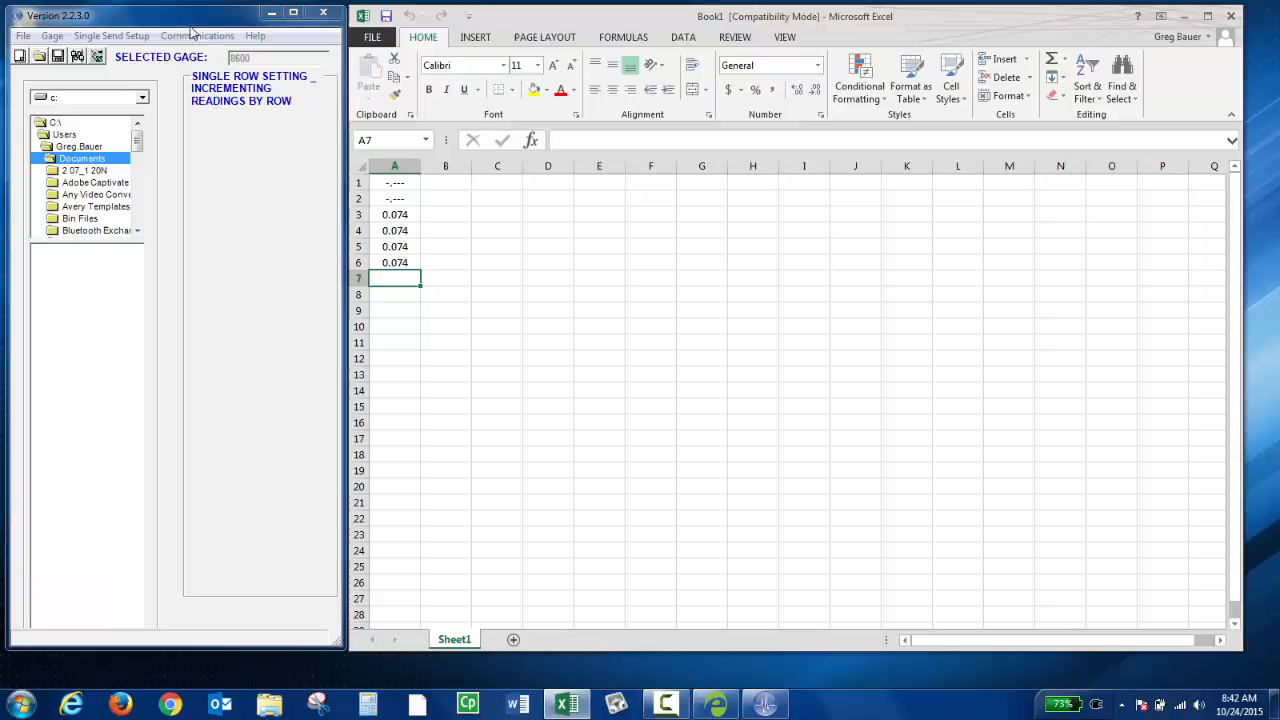 Version 2.2.3.0
File Gage Single Send Setup Communications Help
SELECTED GAGE: 8600
c:
C:\
Users
Greg.Bauer
Documents
2 07_1 20N
Adobe Captivate
Any Video Conve
Avery Templates
Bin Files
Bluetooth Excha
SINGLE ROW SETTING _
INCREMENTING
READINGS BY ROW
Book1 [Compatibility Mode] - Microsoft Excel
FILE HOME INSERT PAGE LAYOUT FORMULAS DATA REVIEW VIEW Greg Bauer
Paste
Clipboard
Calibri 11
B I U
Font
Alignment
General
$ % ,
Number
Conditional Formatting
Format as Table
Cell Styles
Styles
Insert
Delete
Format
Cells
Sort & Filter
Find & Select
Editing
A7 fx
A B C D E F G H I J K L M N O P Q
1 -.---
2 -.---
3 0.074
4 0.074
5 0.074
6 0.074
7
8
9
10
11
12
13
14
15
16
17
18
19
20
21
22
23
24
25
26
27
28
Sheet1
Cp
73%
8:42 AM
10/24/2015